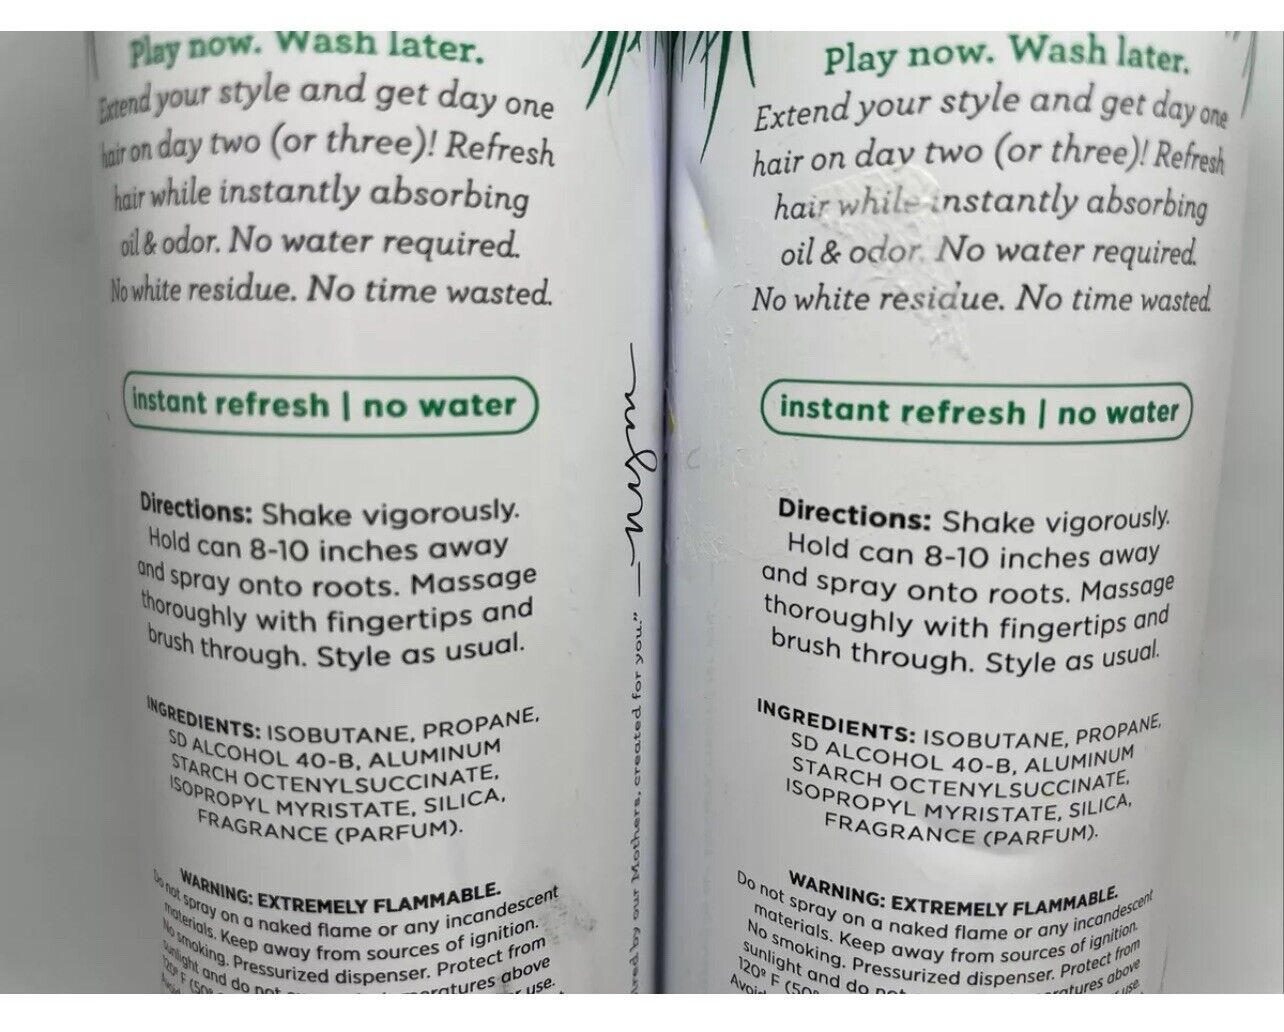 Play now. Wash later.
Extend your style and get day one
hair on day two (or three)! Refresh
hair while instantly absorbing
oil & odor. No water required.
No white residue. No time wasted.
instant refresh | no water
Directions: Shake vigorously.
Hold can 8-10 inches away
and spray onto roots. Massage
thoroughly with fingertips and
brush through. Style as usual.
INGREDIENTS: ISOBUTANE, PROPANE,
SD ALCOHOL 40-B, ALUMINUM
STARCH OCTENYLSUCCINATE,
ISOPROPYL MYRISTATE, SILICA,
FRAGRANCE (PARFUM).
WARNING: EXTREMELY FLAMMABLE.
Do not spray on a naked flame or any incandescent
materials. Keep away from sources of ignition.
No smoking. Pressurized dispenser. Protect from
sunlight and do not
120º F (50º
above
use.
by our Mothers, created for you."
Play now. Wash later.
Extend your style and get day one
hair on day two (or three)! Refresh
hair while instantly absorbing
oil & odor. No water required.
No white residue. No time wasted.
instant refresh | no water
Directions: Shake vigorously.
Hold can 8-10 inches away
and spray onto roots. Massage
thoroughly with fingertips and
brush through. Style as usual.
INGREDIENTS: ISOBUTANE, PROPANE,
SD ALCOHOL 40-B, ALUMINUM
STARCH OCTENYLSUCCINATE,
ISOPROPYL MYRISTATE, SILICA,
FRAGRANCE (PARFUM).
WARNING: EXTREMELY FLAMMABLE.
Do not spray on a naked flame or any incandescent
materials. Keep away from sources of ignition.
No smoking. Pressurized dispenser. Protect from
sunlight and do not
120º F (50º
above
use.